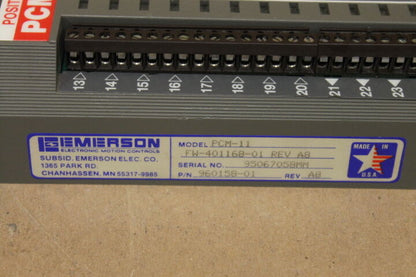 POSIT
PCM
13 14 15 16 17 18 19 20 21 22 23
EMERSON
ELECTRONIC MOTION CONTROLS
SUBSID. EMERSON ELEC. CO.
1365 PARK RD.
CHANHASSEN, MN 55317-9985
MODEL PCM-11
FW-401168-01 REV A8
SERIAL NO. 9506705BMM
P/N 960158-01 REV. A8
MADE IN
U.S.A.